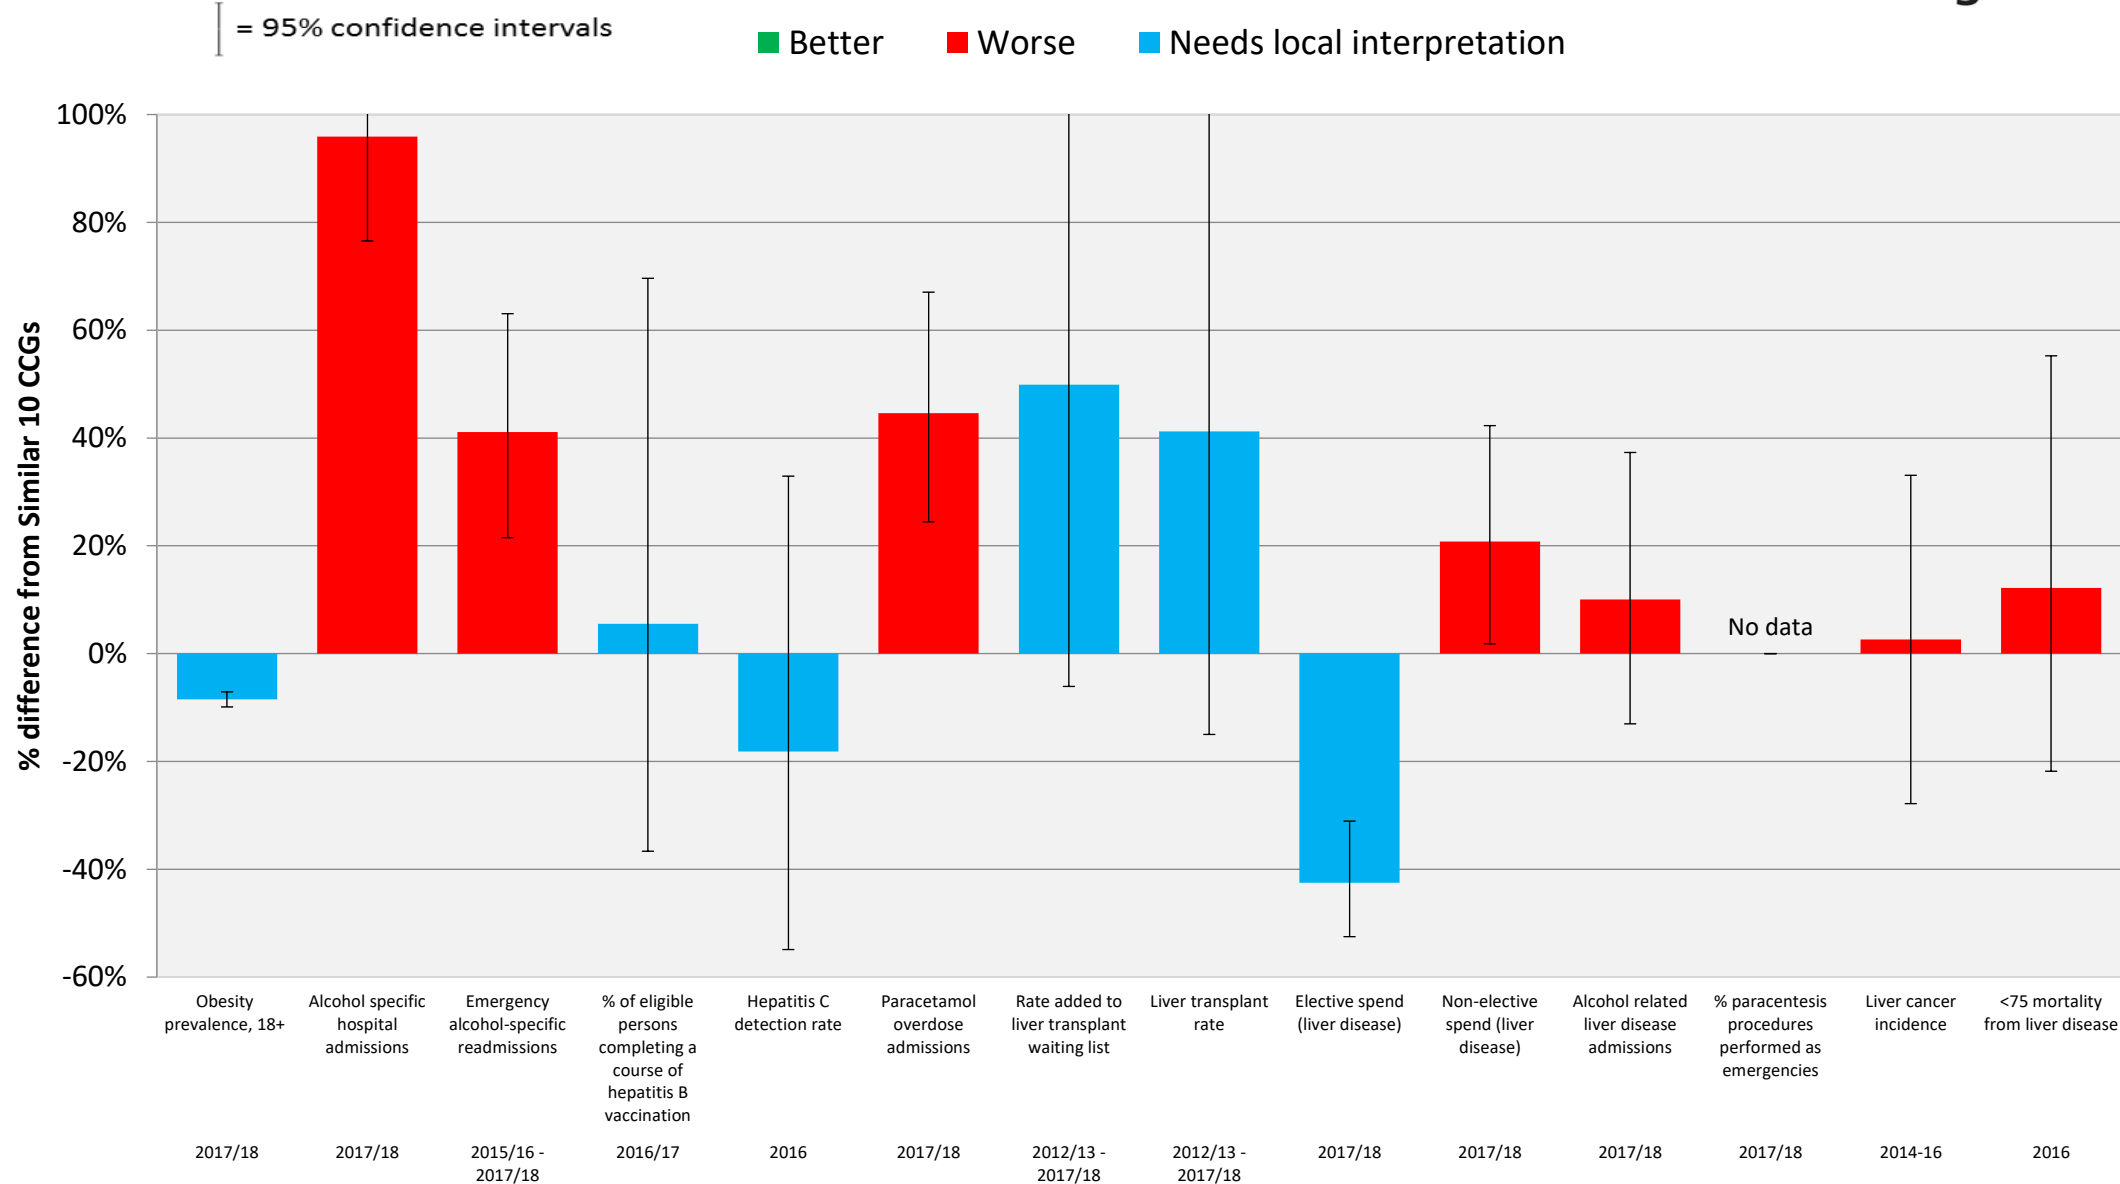 = 95% confidence intervals
Better
Worse
Needs local interpretation
% difference from Similar 10 CCGs
100%
80%
60%
40%
20%
0%
-20%
-40%
-60%
No data
Obesity
prevalence, 18+
2017/18
Alcohol specific
hospital
admissions
2017/18
Emergency
alcohol-specific
readmissions
2015/16 -
2017/18
% of eligible
persons
completing a
course of
hepatitis B
vaccination
2016/17
Hepatitis C
detection rate
2016
Paracetamol
overdose
admissions
2017/18
Rate added to
liver transplant
waiting list
2012/13 -
2017/18
Liver transplant
rate
2012/13 -
2017/18
Elective spend
(liver disease)
2017/18
Non-elective
spend (liver
disease)
2017/18
Alcohol related
liver disease
admissions
2017/18
% paracentesis
procedures
performed as
emergencies
2017/18
Liver cancer
incidence
2014-16
<75 mortality
from liver disease
2016